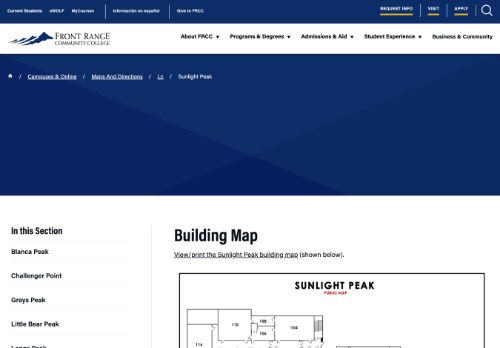 Current Students eWOLF MyCourses Información en español Give to FRCC REQUEST INFO VISIT APPLY
FRONT RANGE
COMMUNITY COLLEGE
About FRCC Programs & Degrees Admissions & Aid Student Experience Business & Community
/ Campuses & Online / Maps And Directions / Lc / Sunlight Peak
In this Section
Blanca Peak
Challenger Point
Grays Peak
Little Bear Peak
Longs Peak
Building Map
View/print the Sunlight Peak building map (shown below).
SUNLIGHT PEAK
PUBLIC MAP
110
108
106
104
114